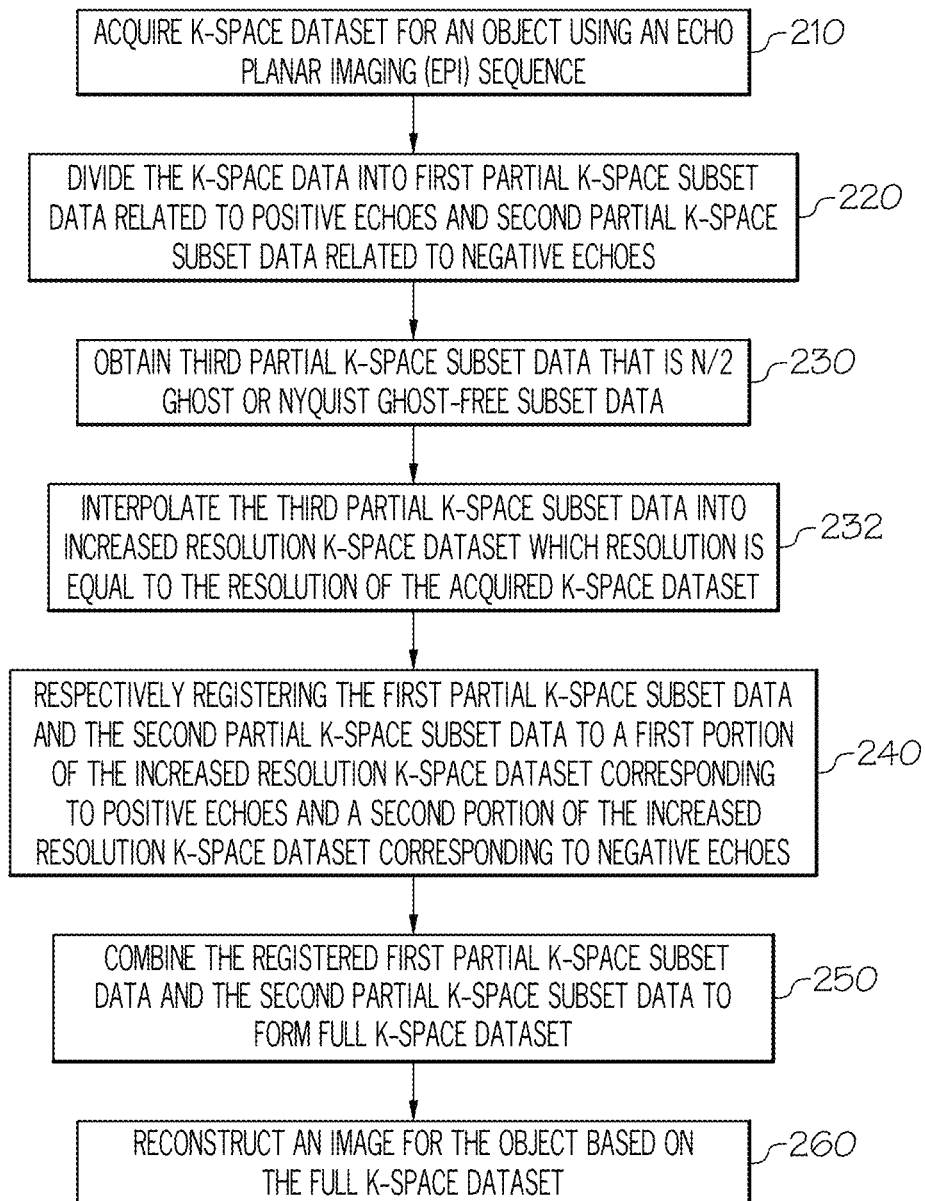 ACQUIRE K-SPACE DATASET FOR AN OBJECT USING AN ECHO
PLANAR IMAGING (EPI) SEQUENCE
210
DIVIDE THE K-SPACE DATA INTO FIRST PARTIAL K-SPACE SUBSET
DATA RELATED TO POSITIVE ECHOES AND SECOND PARTIAL K-SPACE
SUBSET DATA RELATED TO NEGATIVE ECHOES
220
OBTAIN THIRD PARTIAL K-SPACE SUBSET DATA THAT IS N/2
GHOST OR NYQUIST GHOST-FREE SUBSET DATA
230
INTERPOLATE THE THIRD PARTIAL K-SPACE SUBSET DATA INTO
INCREASED RESOLUTION K-SPACE DATASET WHICH RESOLUTION IS
EQUAL TO THE RESOLUTION OF THE ACQUIRED K-SPACE DATASET
232
RESPECTIVELY REGISTERING THE FIRST PARTIAL K-SPACE SUBSET DATA
AND THE SECOND PARTIAL K-SPACE SUBSET DATA TO A FIRST PORTION
OF THE INCREASED RESOLUTION K-SPACE DATASET CORRESPONDING
TO POSITIVE ECHOES AND A SECOND PORTION OF THE INCREASED
RESOLUTION K-SPACE DATASET CORRESPONDING TO NEGATIVE ECHOES
240
COMBINE THE REGISTERED FIRST PARTIAL K-SPACE SUBSET
DATA AND THE SECOND PARTIAL K-SPACE SUBSET DATA TO
FORM FULL K-SPACE DATASET
250
RECONSTRUCT AN IMAGE FOR THE OBJECT BASED ON
THE FULL K-SPACE DATASET
260